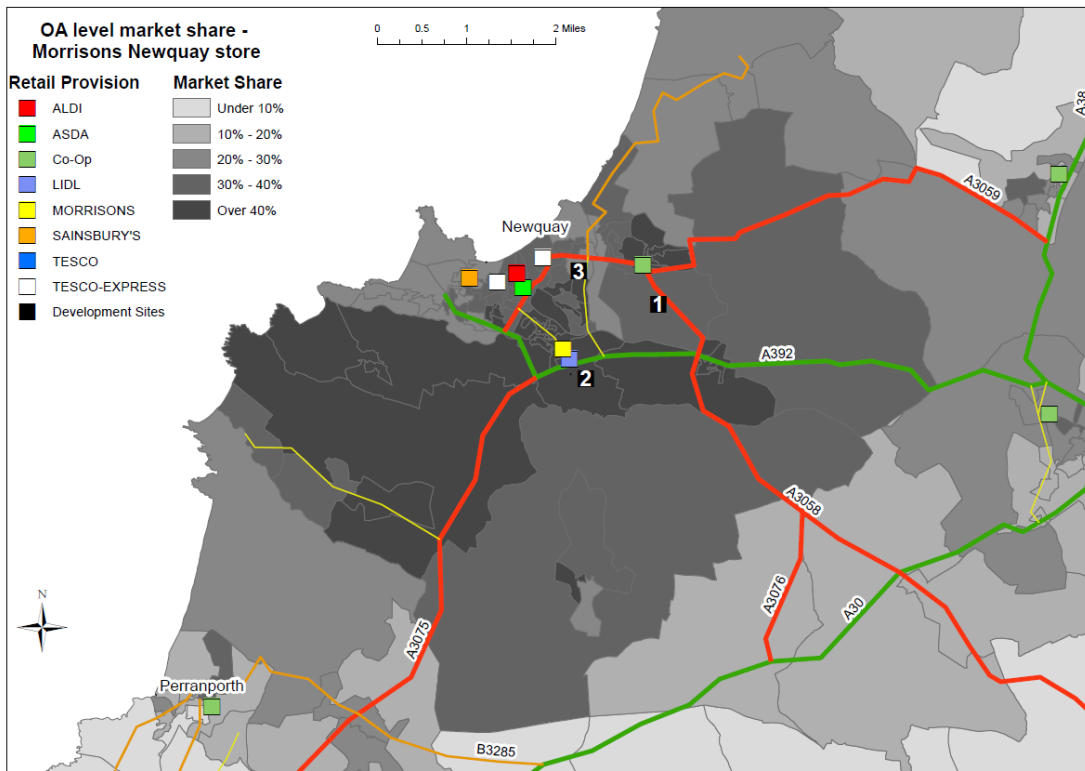 OA level market share -
Morrisons Newquay store
0 0.5 1 2 Miles
Retail Provision
ALDI
ASDA
Co-Op
LIDL
MORRISONS
SAINSBURY'S
TESCO
TESCO-EXPRESS
Development Sites
Market Share
Under 10%
10% - 20%
20% - 30%
30% - 40%
Over 40%
A38
A3059
Newquay
3
1
A392
2
A3058
A3076
A30
N
A3075
Perranporth
B3285